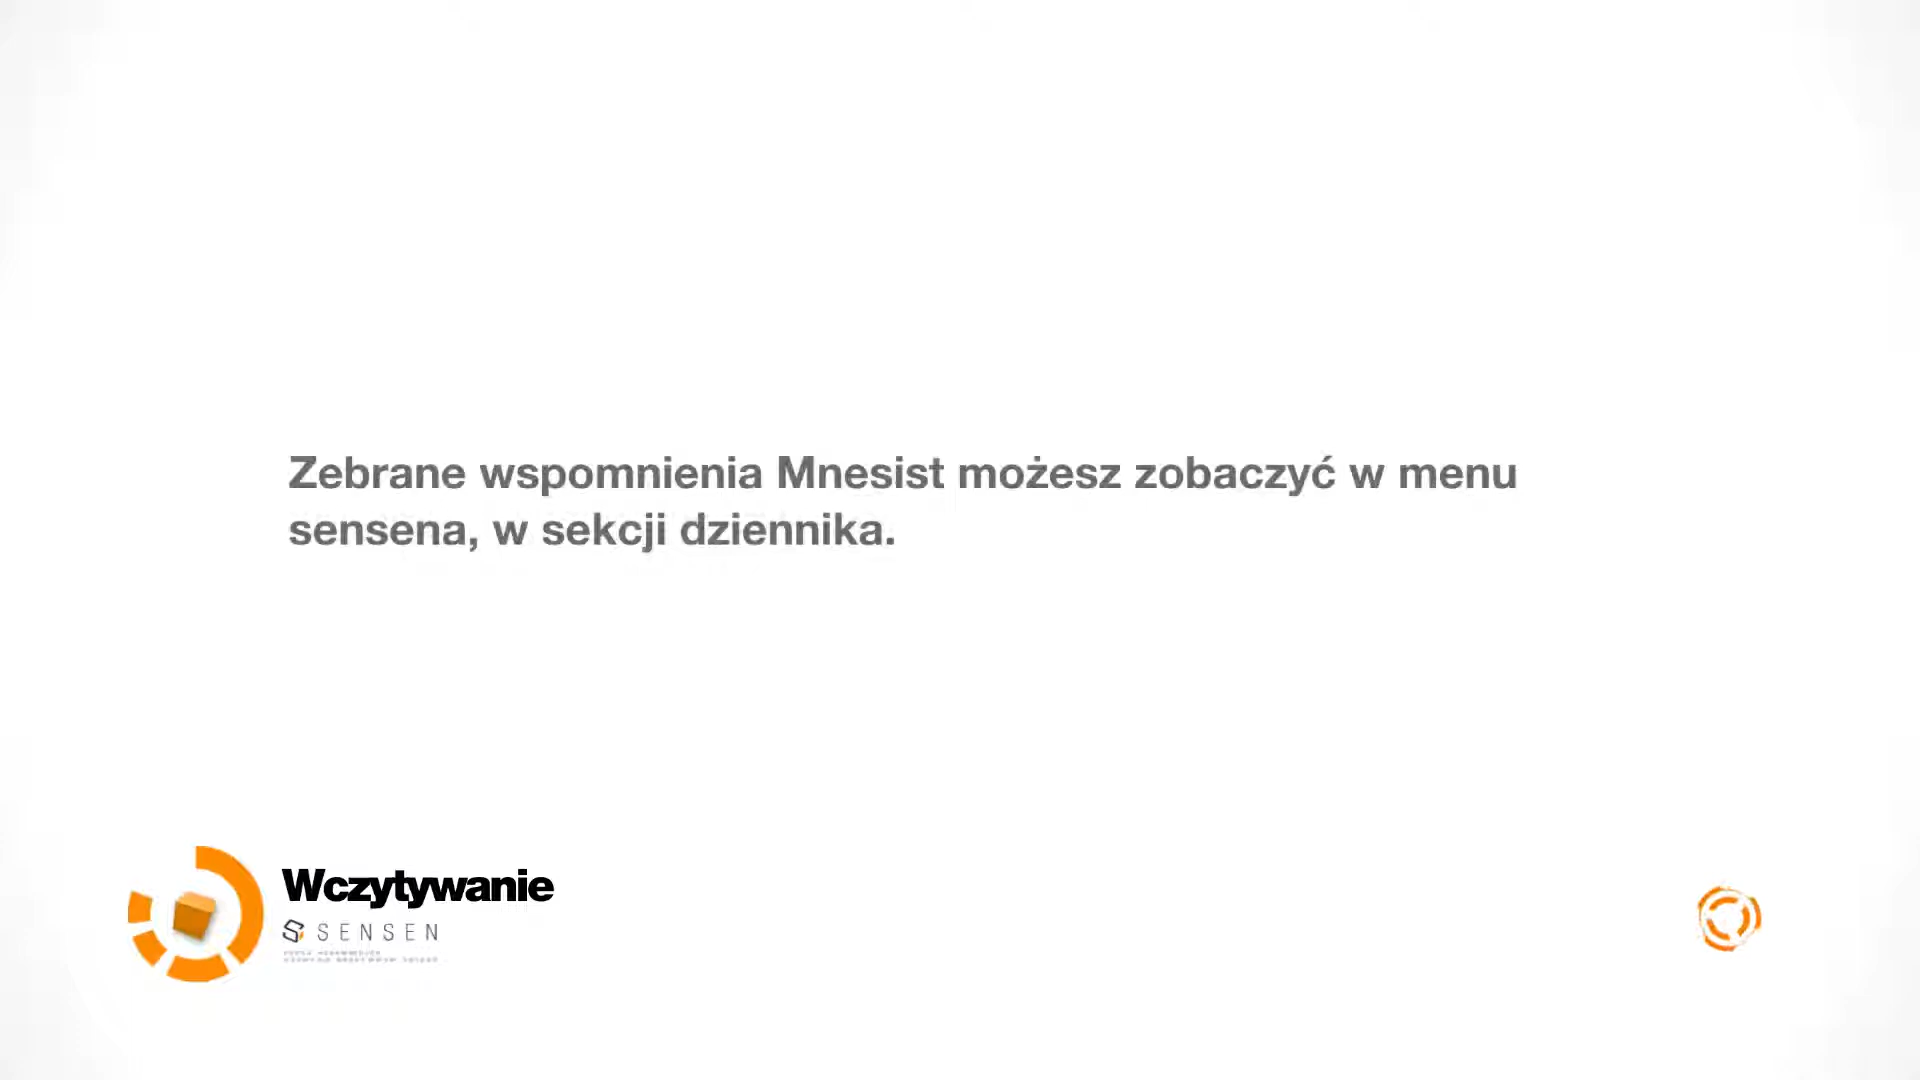 Zebrane wspomnienia Mnesist możesz zobaczyć w menu
sensena, w sekcji dziennika.
Wczytywanie
SENSEN